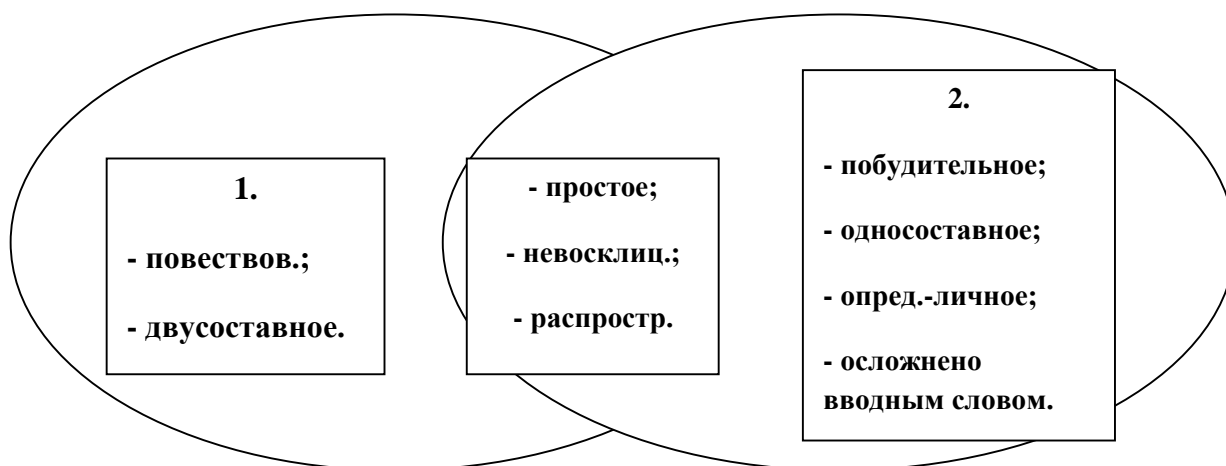 1.
- повествов.;
- двусоставное.
- простое;
- невосклиц.;
- распростр.
2.
- побудительное;
- односоставное;
- опред.-личное;
- осложнено
вводным словом.